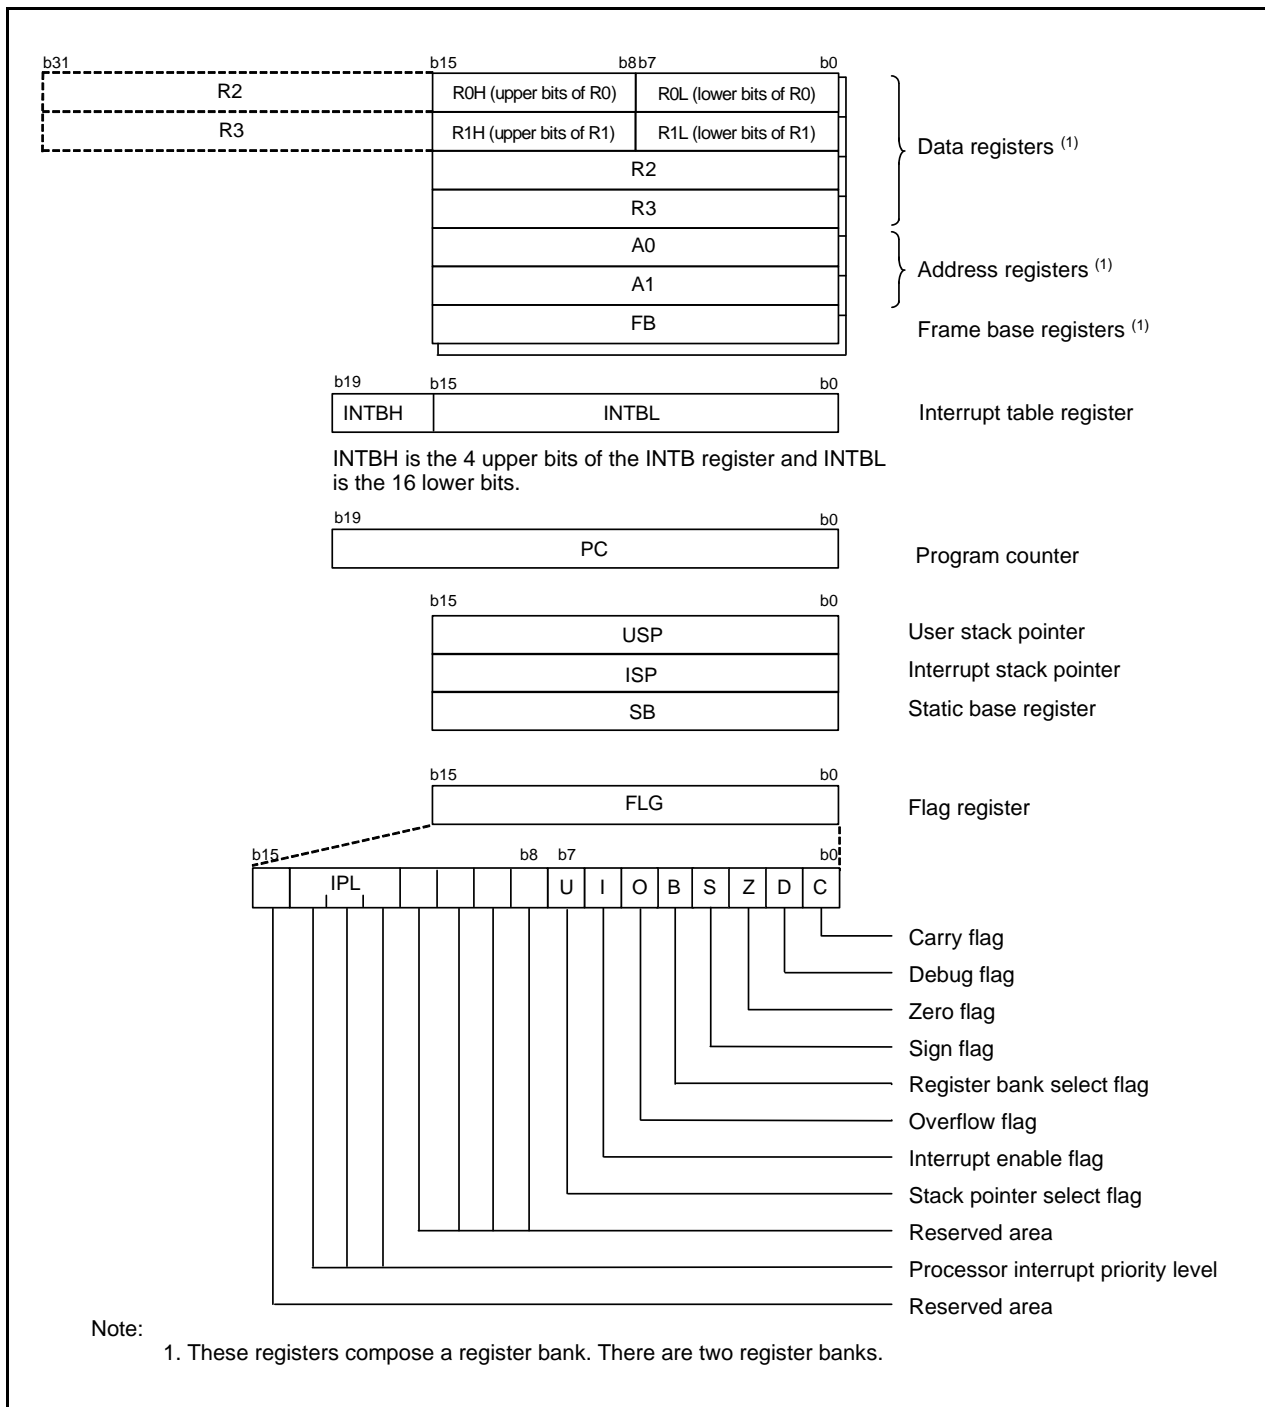 b31 b15 b8 b7 b0
R2 R0H (upper bits of R0) R0L (lower bits of R0)
R3 R1H (upper bits of R1) R1L (lower bits of R1)
Data registers (1)
R2
R3
A0
Address registers (1)
A1
FB Frame base registers (1)
b19 b15 b0
INTBH INTBL Interrupt table register
INTBH is the 4 upper bits of the INTB register and INTBL
is the 16 lower bits.
b19 b0
PC Program counter
b15 b0
USP User stack pointer
ISP Interrupt stack pointer
SB Static base register
b15 b0
FLG Flag register
b15 b8 b7 b0
IPL U I O B S Z D C
Carry flag
Debug flag
Zero flag
Sign flag
Register bank select flag
Overflow flag
Interrupt enable flag
Stack pointer select flag
Reserved area
Processor interrupt priority level
Reserved area
Note:
1. These registers compose a register bank. There are two register banks.